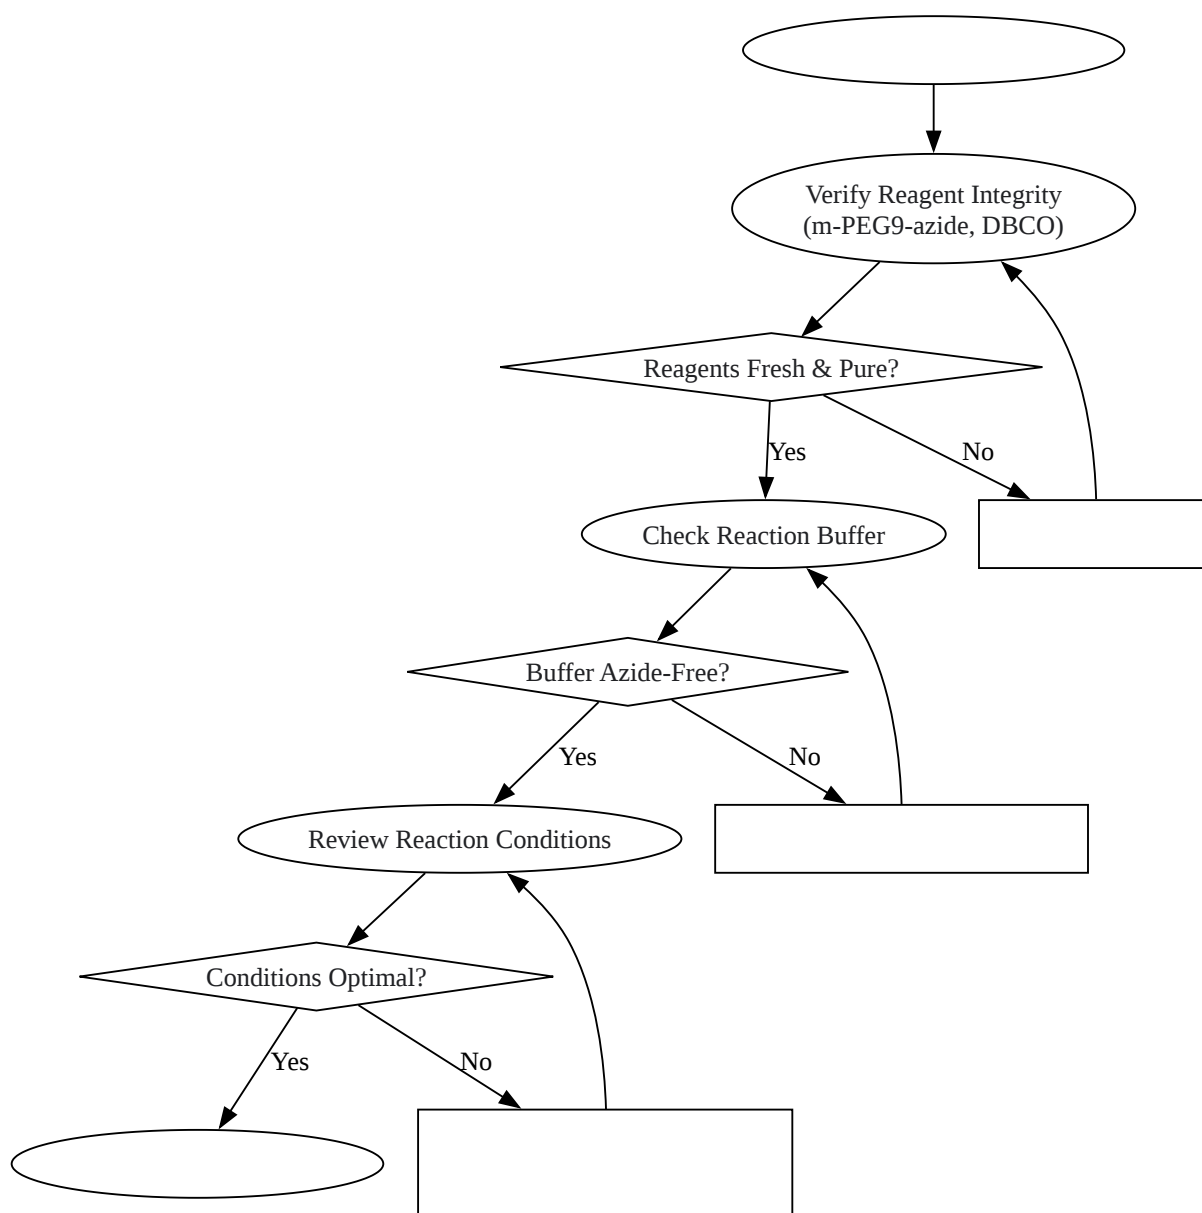 Verify Reagent Integrity
(m-PEG9-azide, DBCO)
Reagents Fresh & Pure?
Yes
No
Check Reaction Buffer
Buffer Azide-Free?
Yes
No
Review Reaction Conditions
Conditions Optimal?
Yes
No